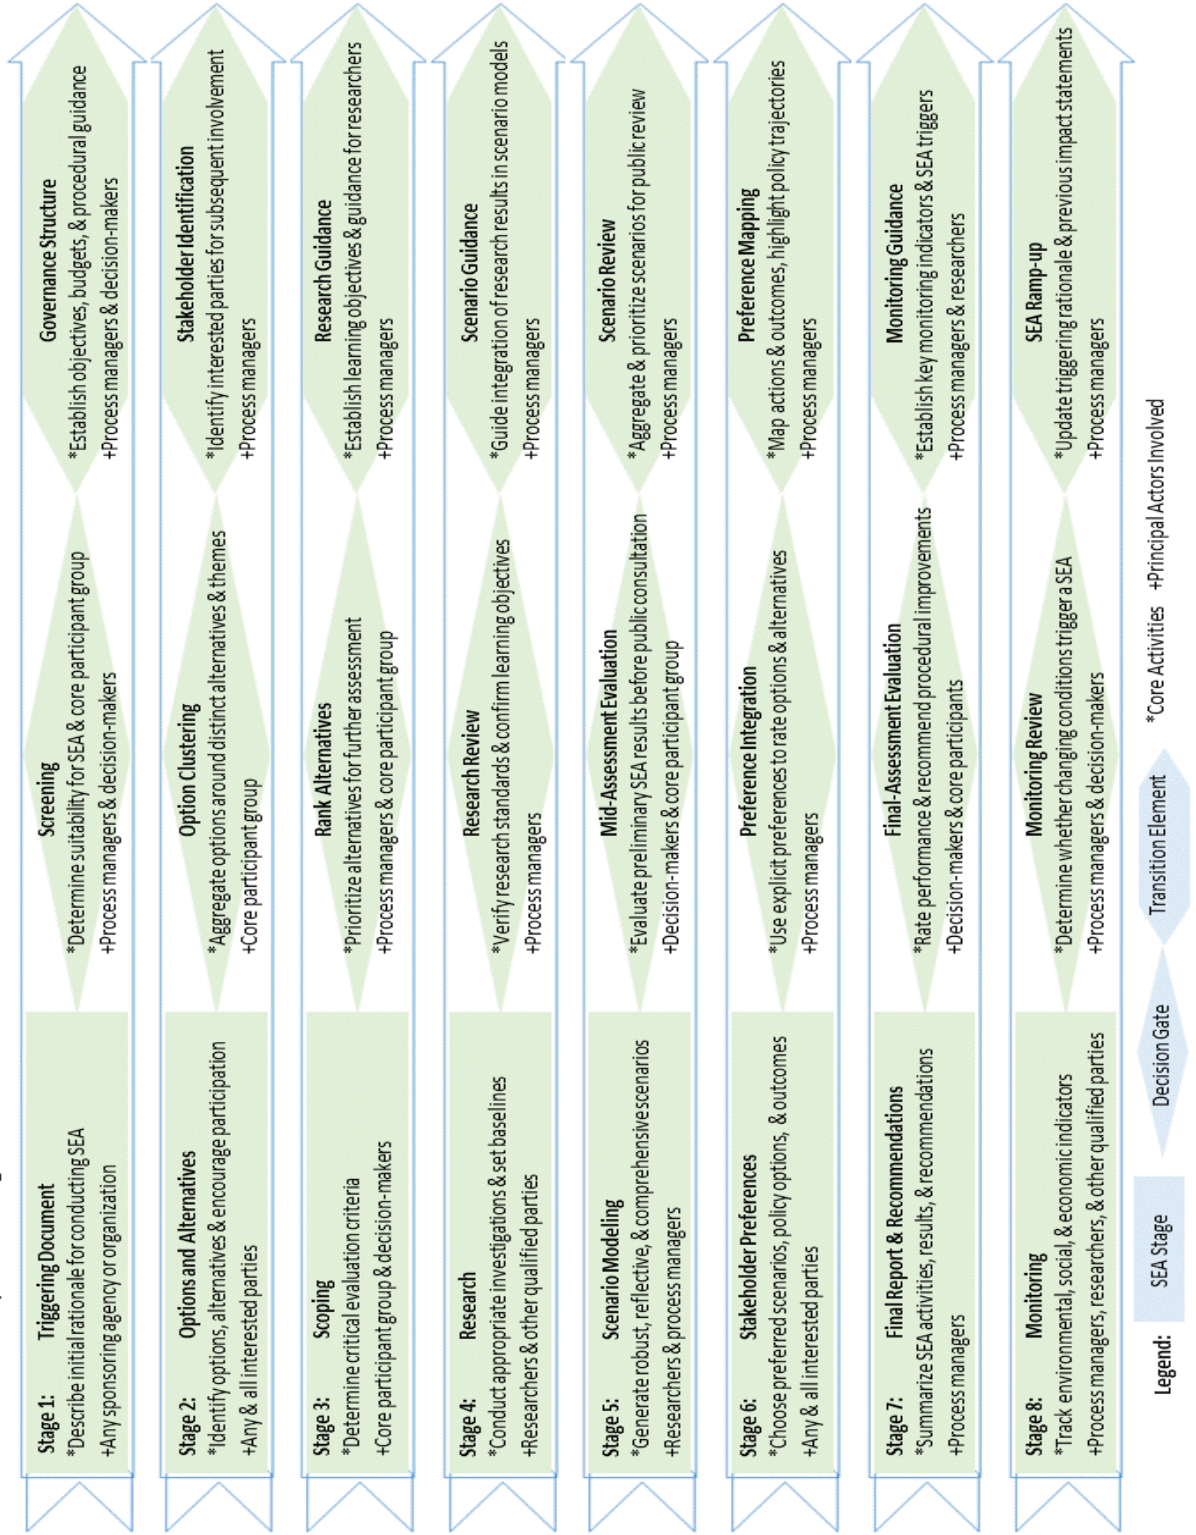 Stage 1: Triggering Document
*Describe initial rationale for conducting SEA
+Any sponsoring agency or organization
Screening
*Determine suitability for SEA & core participant group
+Process managers & decision-makers
Governance Structure
*Establish objectives, budgets, & procedural guidance
+Process managers & decision-makers
Stage 2: Options and Alternatives
*Identify options, alternatives & encourage participation
+Any & all interested parties
Option Clustering
*Aggregate options around distinct alternatives & themes
+Core participant group
Stakeholder Identification
*Identify interested parties for subsequent involvement
+Process managers
Stage 3: Scoping
*Determine critical evaluation criteria
+Core participant group & decision-makers
Rank Alternatives
*Prioritize alternatives for further assessment
+Process managers & core participant group
Research Guidance
*Establish learning objectives & guidance for researchers
+Process managers
Stage 4: Research
*Conduct appropriate investigations & set baselines
+Researchers & other qualified parties
Research Review
*Verify research standards & confirm learning objectives
+Process managers
Scenario Guidance
*Guide integration of research results in scenario models
+Process managers
Stage 5: Scenario Modeling
*Generate robust, reflective, & comprehensive scenarios
+Researchers & process managers
Mid-Assessment Evaluation
*Evaluate preliminary SEA results before public consultation
+Decision-makers & core participant group
Scenario Review
*Aggregate & prioritize scenarios for public review
+Process managers
Stage 6: Stakeholder Preferences
*Choose preferred scenarios, policy options, & outcomes
+Any & all interested parties
Preference Integration
*Use explicit preferences to rate options & alternatives
+Process managers
Preference Mapping
*Map actions & outcomes, highlight policy trajectories
+Process managers
Stage 7: Final Report & Recommendations
*Summarize SEA activities, results, & recommendations
+Process managers
Final-Assessment Evaluation
*Rate performance & recommend procedural improvements
+Decision-makers & core participants
Monitoring Guidance
*Establish key monitoring indicators & SEA triggers
+Process managers & researchers
Stage 8: Monitoring
*Track environmental, social, & economic indicators
+Process managers, researchers, & other qualified parties
Monitoring Review
*Determine whether changing conditions trigger a SEA
+Process managers & decision-makers
SEA Ramp-up
*Update triggering rationale & previous impact statements
+Process managers
Legend: SEA Stage Decision Gate Transition Element *Core Activities +Principal Actors Involved